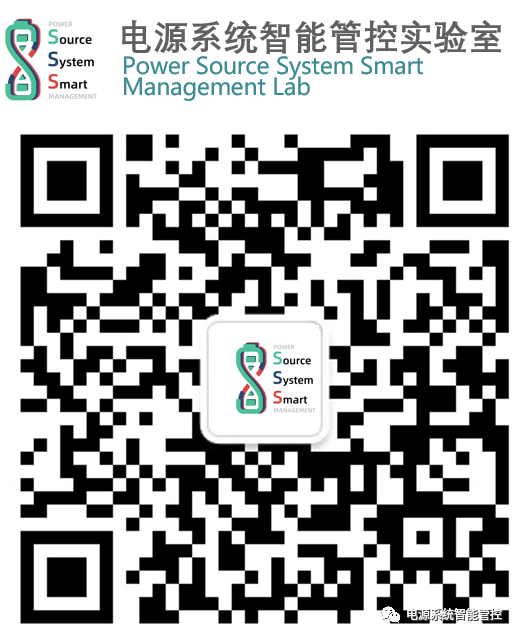 POWER
Source
System
Smart
MANAGEMENT
电源系统智能管控实验室
Power Source System Smart
Management Lab
POWER
Source
System
Smart
MANAGEMENT
电源系统智能管控